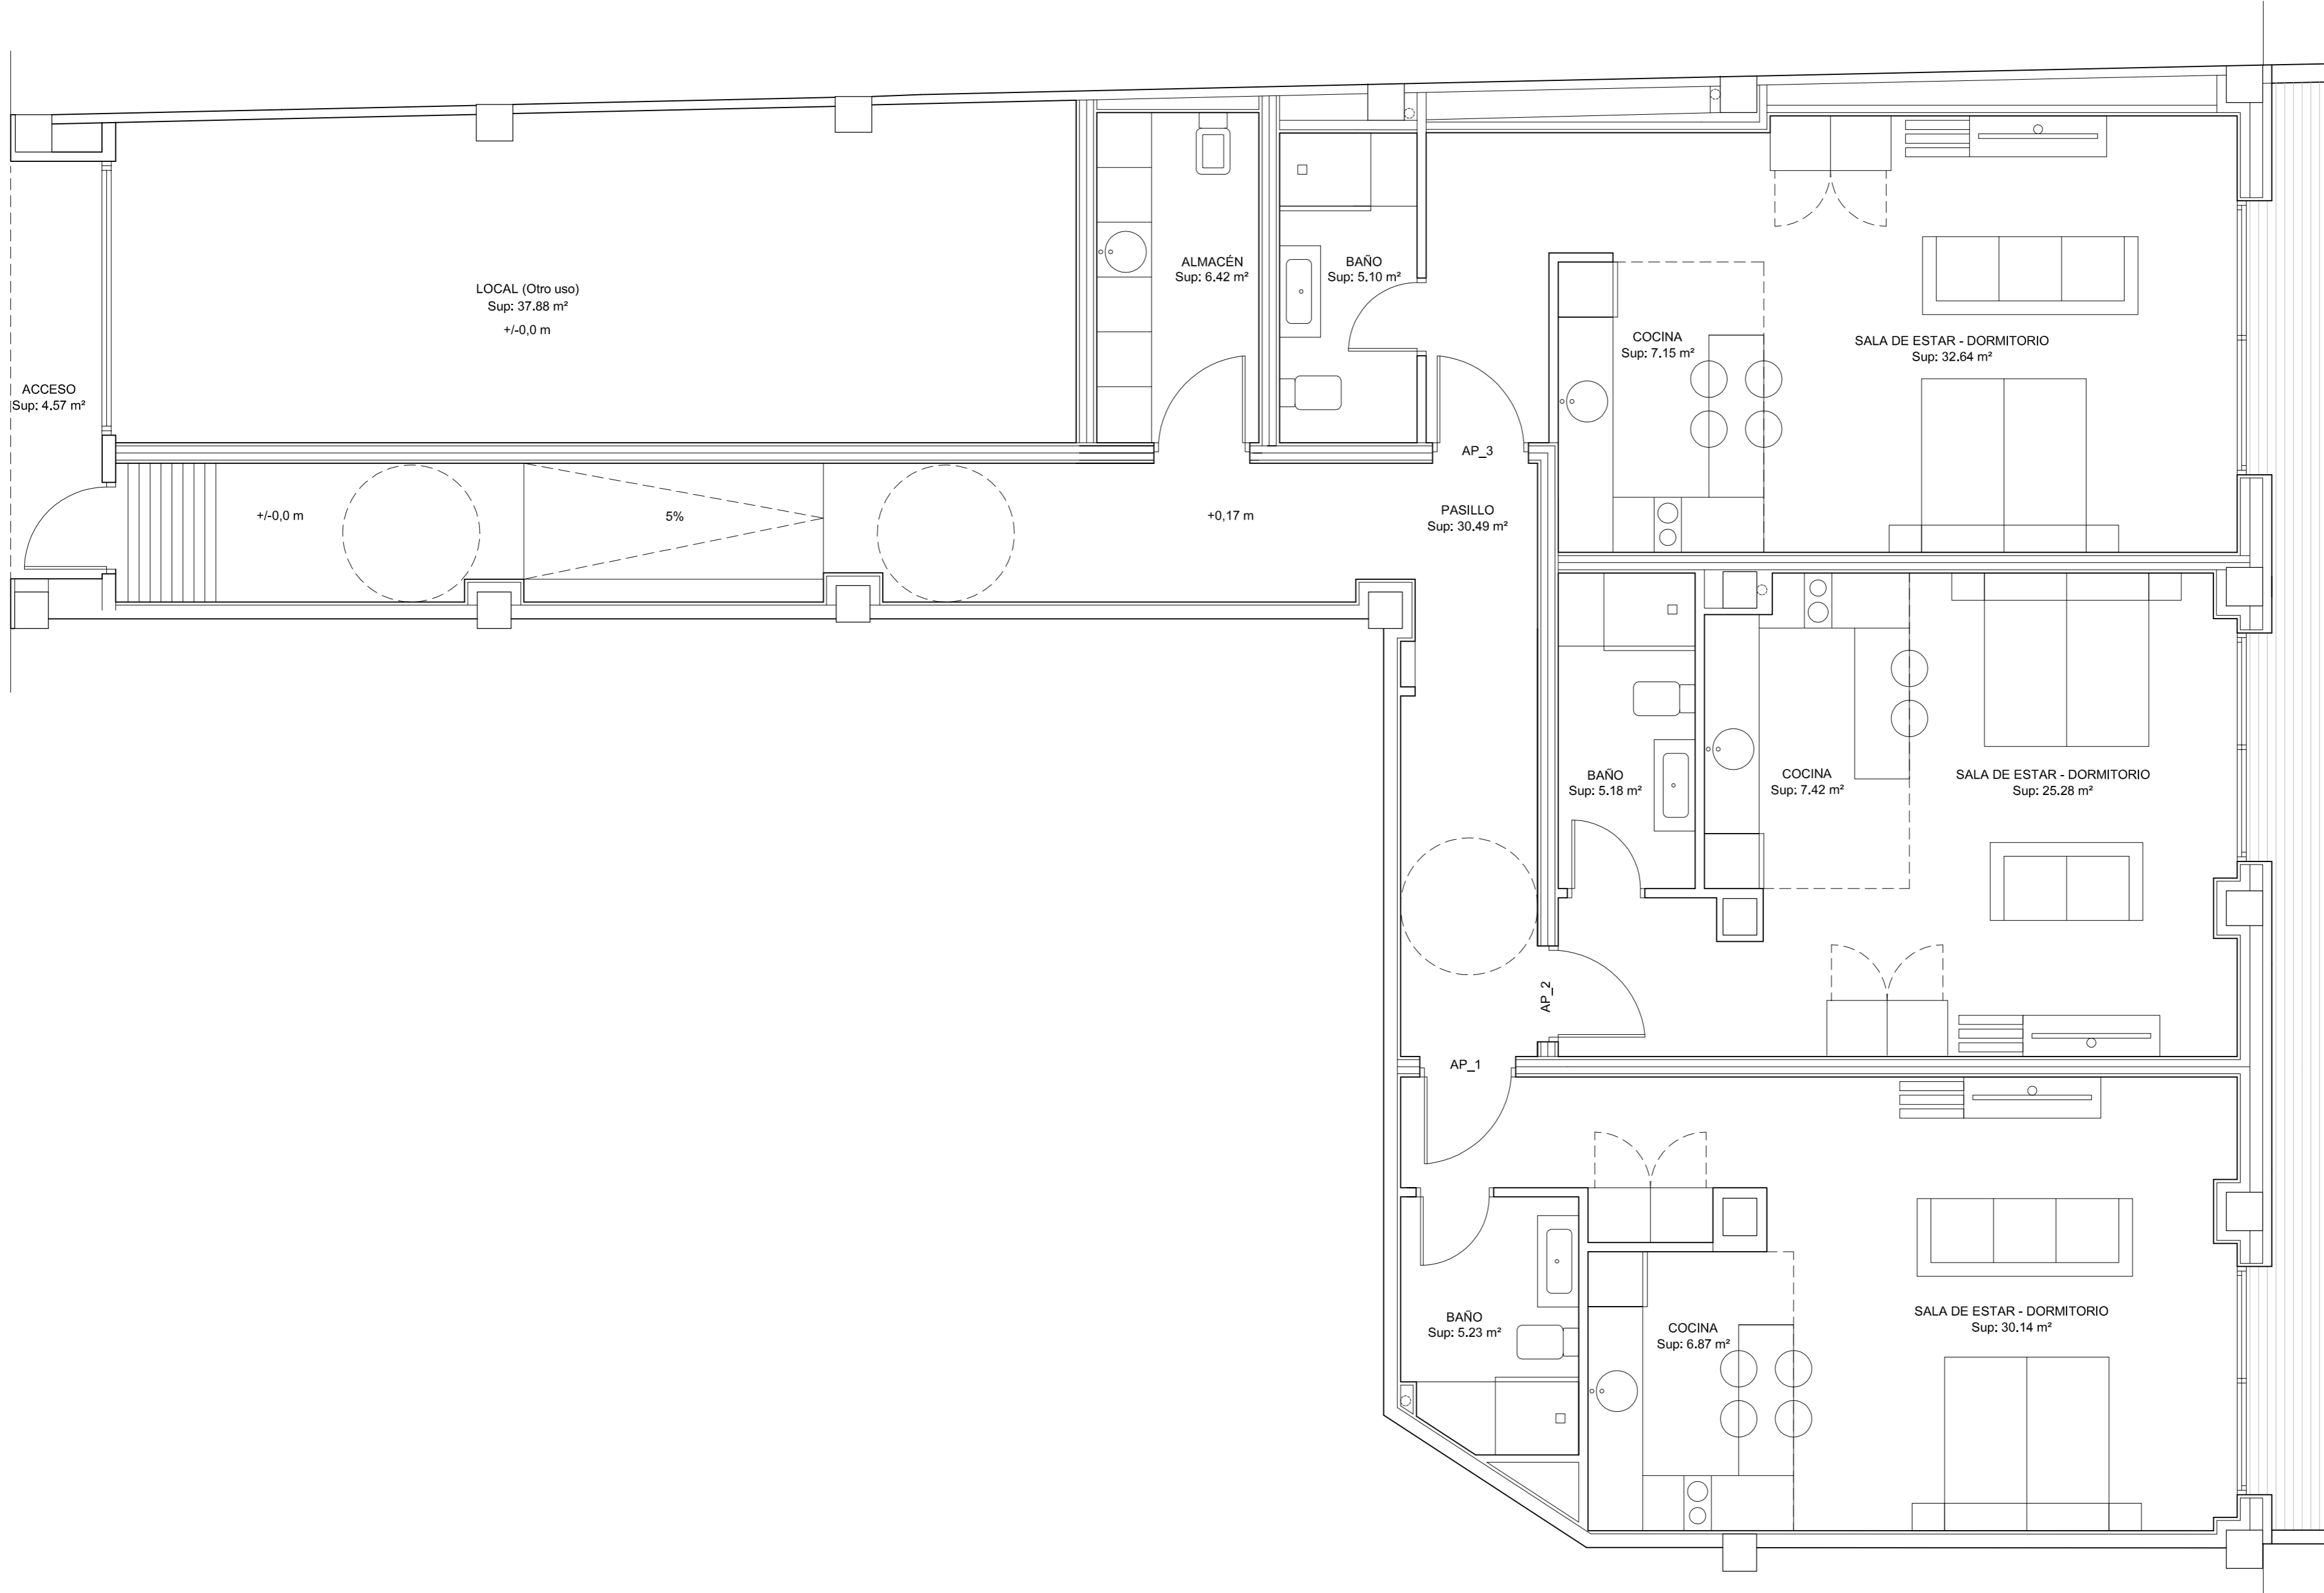 ACCESO
Sup: 4.57 m²
LOCAL (Otro uso)
Sup: 37.88 m²
+/-0,0 m
ALMACÉN
Sup: 6.42 m²
BAÑO
Sup: 5.10 m²
COCINA
Sup: 7.15 m²
SALA DE ESTAR - DORMITORIO
Sup: 32.64 m²
AP_3
+/-0,0 m
5%
+0,17 m
PASILLO
Sup: 30.49 m²
BAÑO
Sup: 5.18 m²
COCINA
Sup: 7.42 m²
SALA DE ESTAR - DORMITORIO
Sup: 25.28 m²
AP_2
AP_1
BAÑO
Sup: 5.23 m²
COCINA
Sup: 6.87 m²
SALA DE ESTAR - DORMITORIO
Sup: 30.14 m²